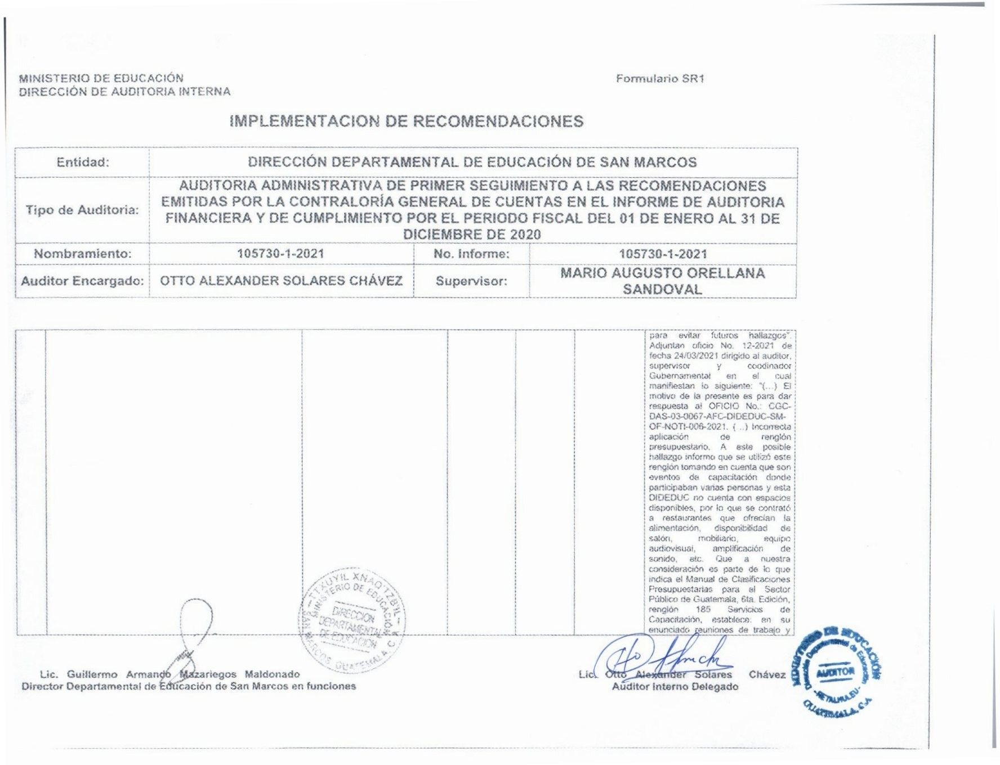 MINISTERIO DE EDUCACIÓN
DIRECCIÓN DE AUDITORIA INTERNA
Formulario SR1
IMPLEMENTACION DE RECOMENDACIONES
Entidad: DIRECCIÓN DEPARTAMENTAL DE EDUCACIÓN DE SAN MARCOS
Tipo de Auditoria: AUDITORIA ADMINISTRATIVA DE PRIMER SEGUIMIENTO A LAS RECOMENDACIONES
EMITIDAS POR LA CONTRALORÍA GENERAL DE CUENTAS EN EL INFORME DE AUDITORIA
FINANCIERA Y DE CUMPLIMIENTO POR EL PERIODO FISCAL DEL 01 DE ENERO AL 31 DE
DICIEMBRE DE 2020
Nombramiento: 105730-1-2021 No. Informe: 105730-1-2021
Auditor Encargado: OTTO ALEXANDER SOLARES CHÁVEZ Supervisor: MARIO AUGUSTO ORELLANA
SANDOVAL
para evitar futuros hallazgos".
Adjuntan oficio No. 12-2021 de
fecha 24/03/2021 dirigido al auditor,
supervisor y coodinador
Gubernamental en el cual
manifiestan lo siguiente: "(...) El
motivo de la presente es para dar
respuesta al OFICIO No.: CGC-
DAS-03-0067-AFC-DIDEDUC-SM-
OF-NOTI-006-2021. (...) Incorrecta
aplicación de renglón
presupuestario. A este posible
hallazgo informo que se utilizó este
renglón tomando en cuenta que son
eventos de capacitación donde
participaban varias personas y esta
DIDEDUC no cuenta con espacios
disponibles, por lo que se contrató
a restaurantes que ofrecían la
alimentación, disponibilidad de
salón, mobiliario, equipo
audiovisual, amplificación de
sonido, etc. Que a nuestra
consideración es parte de lo que
indica el Manual de Clasificaciones
Presupuestarias para el Sector
Público de Guatemala, 6ta. Edición,
renglón 185 Servicios de
Capacitación, establece: en su
enunciado reuniones de trabajo y
TTXUYIL XNAQ'TZB'IL
MINISTERIO DE EDUCACIÓN
DIRECCION
DEPARTAMENTAL
DE EDUCACION
SAN MARCOS, GUATEMALA, C. A.
Lic. Guillermo Armando Mazariegos Maldonado
Director Departamental de Educación de San Marcos en funciones
Lic. Otto Alexander Solares Chávez
Auditor Interno Delegado
MINISTERIO DE EDUCACIÓN
Dirección Departamental de Educación
AUDITOR
-RETALHULEU-
GUATEMALA, C.A.